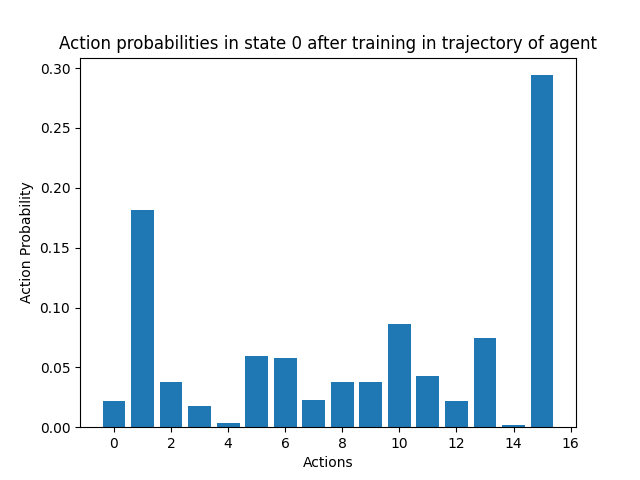 Action probabilities in state 0 after training in trajectory of agent
0.30
0.25
0.20
0.15
0.10
0.05
0.00
Action Probability
0 2 4 6 8 10 12 14 16
Actions